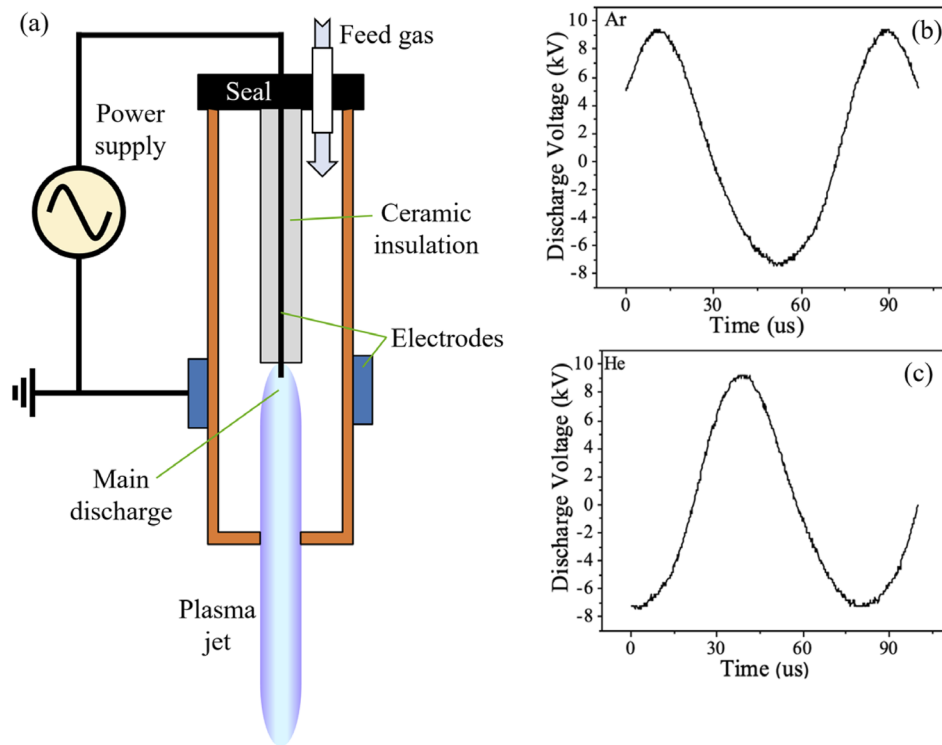 (a)
Feed gas
Seal
Power
supply
Ceramic
insulation
Electrodes
Main
discharge
Plasma
jet
Ar
(b)
Discharge Voltage (kV)
10
8
6
4
2
0
-2
-4
-6
-8
0
30
60
90
Time (us)
He
(c)
Discharge Voltage (kV)
10
8
6
4
2
0
-2
-4
-6
-8
0
30
60
90
Time (us)